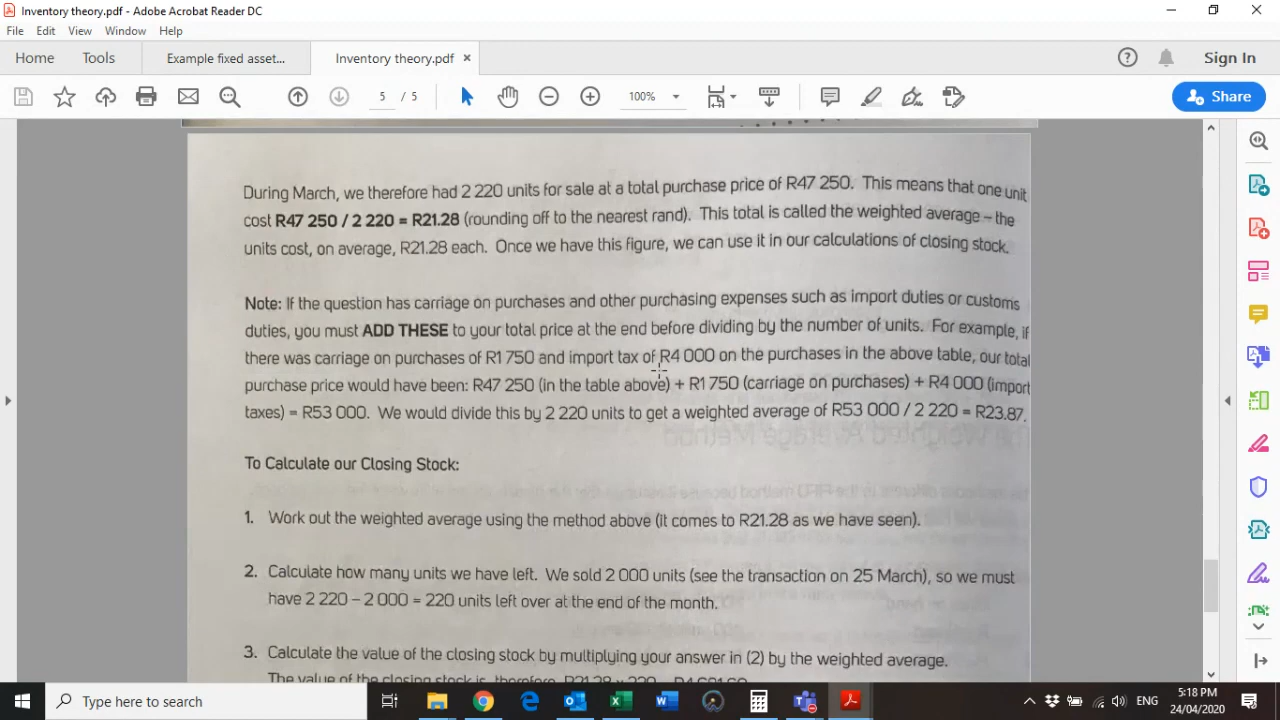 Inventory theory.pdf - Adobe Acrobat Reader DC
File Edit View Window Help
Home Tools Example fixed asset... Inventory theory.pdf × Sign In
5 / 5 100% Share
During March, we therefore had 2 220 units for sale at a total purchase price of R47 250. This means that one unit
cost R47 250 / 2 220 = R21.28 (rounding off to the nearest rand). This total is called the weighted average – the
units cost, on average, R21.28 each. Once we have this figure, we can use it in our calculations of closing stock.
Note: If the question has carriage on purchases and other purchasing expenses such as import duties or customs
duties, you must ADD THESE to your total price at the end before dividing by the number of units. For example, if
there was carriage on purchases of R1 750 and import tax of R4 000 on the purchases in the above table, our total
purchase price would have been: R47 250 (in the table above) + R1 750 (carriage on purchases) + R4 000 (import
taxes) = R53 000. We would divide this by 2 220 units to get a weighted average of R53 000 / 2 220 = R23.87.
To Calculate our Closing Stock:
1. Work out the weighted average using the method above (it comes to R21.28 as we have seen).
2. Calculate how many units we have left. We sold 2 000 units (see the transaction on 25 March), so we must
have 2 220 – 2 000 = 220 units left over at the end of the month.
3. Calculate the value of the closing stock by multiplying your answer in (2) by the weighted average.
The value of the closing stock is, therefore, R21.28 x 220
Type here to search
ENG
5:18 PM
24/04/2020